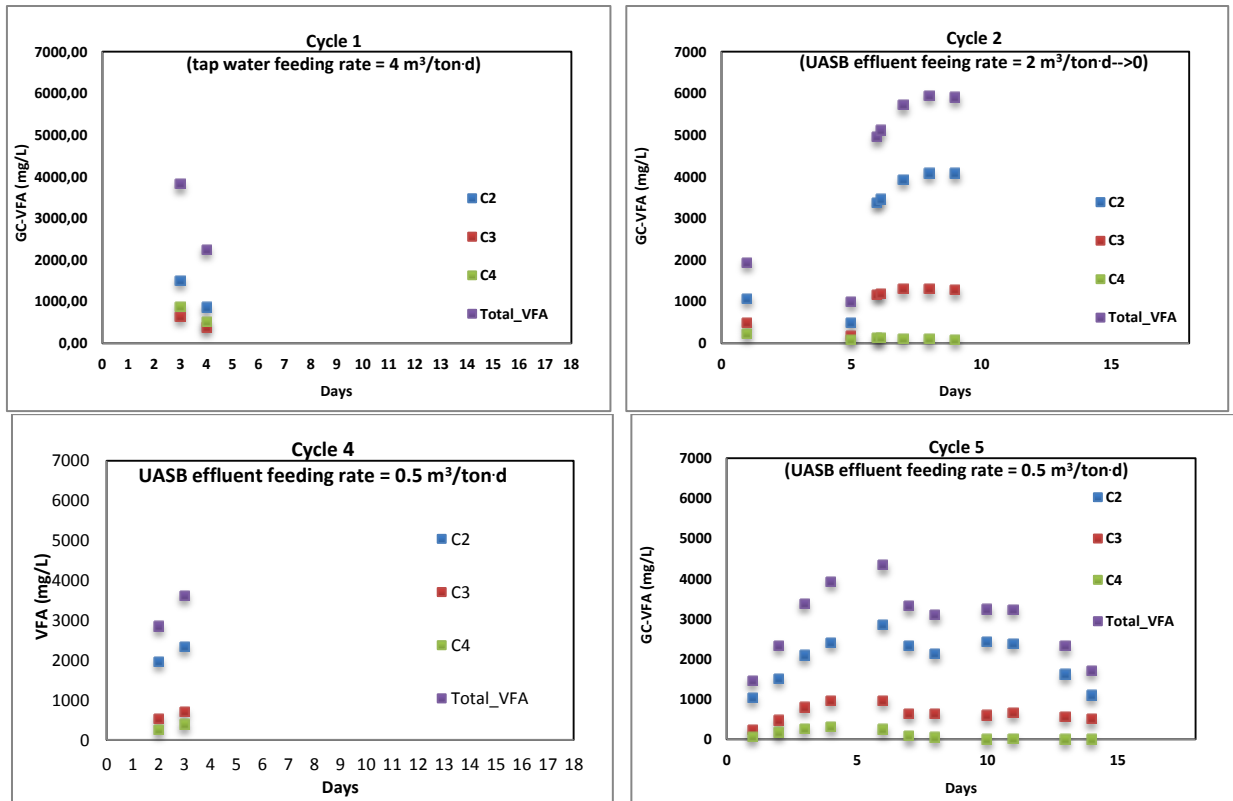 Cycle 1
(tap water feeding rate = 4 m³/ton·d)
7000,00
6000,00
5000,00
4000,00
3000,00
2000,00
1000,00
0,00
GC-VFA (mg/L)
C2
C3
C4
Total_VFA
0 1 2 3 4 5 6 7 8 9 10 11 12 13 14 15 16 17 18
Days
Cycle 2
(UASB effluent feeing rate = 2 m³/ton·d-->0)
7000
6000
5000
4000
3000
2000
1000
0
GC-VFA (mg/L)
C2
C3
C4
Total_VFA
0 5 10 15
Days
Cycle 4
UASB effluent feeding rate = 0.5 m³/ton·d
7000
6000
5000
4000
3000
2000
1000
0
VFA (mg/L)
C2
C3
C4
Total_VFA
0 1 2 3 4 5 6 7 8 9 10 11 12 13 14 15 16 17 18
Days
Cycle 5
(UASB effluent feeding rate = 0.5 m³/ton·d)
7000
6000
5000
4000
3000
2000
1000
0
GC-VFA (mg/L)
C2
C3
C4
Total_VFA
0 5 10 15
Days